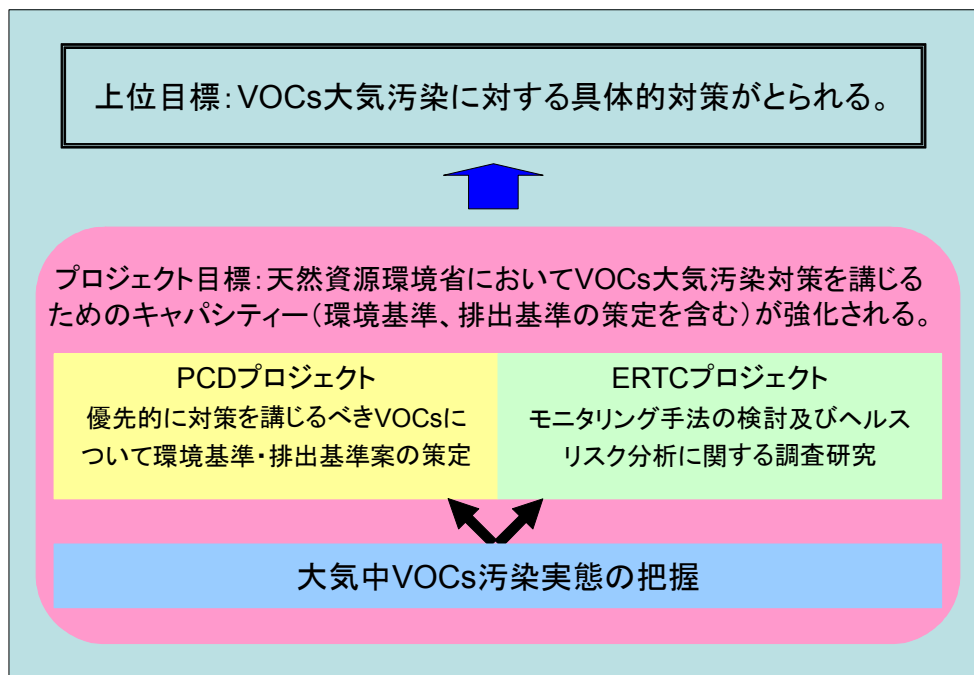 上位目標：VOCs大気汚染に対する具体的対策がとられる。
プロジェクト目標：天然資源環境省においてVOCs大気汚染対策を講じる
ためのキャパシティー（環境基準、排出基準の策定を含む）が強化される。
PCDプロジェクト
優先的に対策を講じるべきVOCsに
ついて環境基準・排出基準案の策定
ERTCプロジェクト
モニタリング手法の検討及びヘルス
リスク分析に関する調査研究
大気中VOCs汚染実態の把握